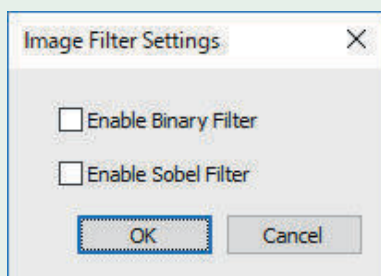 Image Filter Settings
Enable Binary Filter
Enable Sobel Filter
OK Cancel